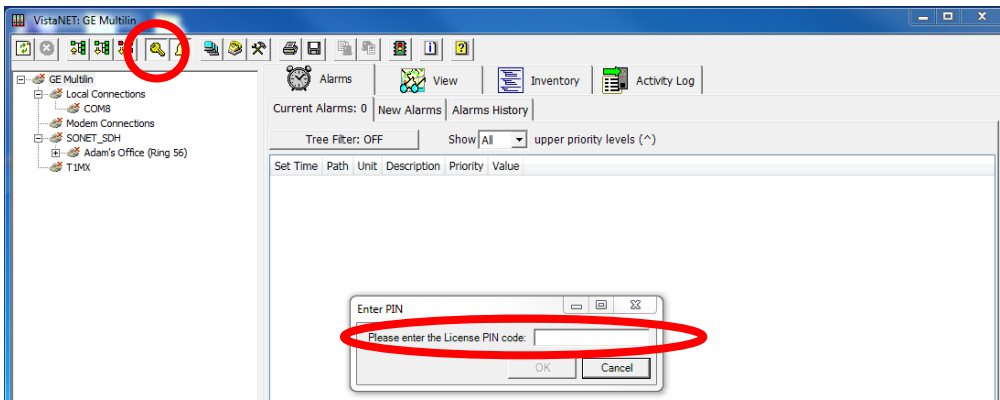 VistaNET: GE Multilin
Alarms View Inventory Activity Log
GE Multilin
Local Connections
COM8
Modem Connections
SONET_SDH
Adam's Office (Ring 56)
T1MX
Current Alarms: 0 New Alarms Alarms History
Tree Filter: OFF Show All upper priority levels (^)
Set Time Path Unit Description Priority Value
Enter PIN
Please enter the License PIN code:
OK Cancel